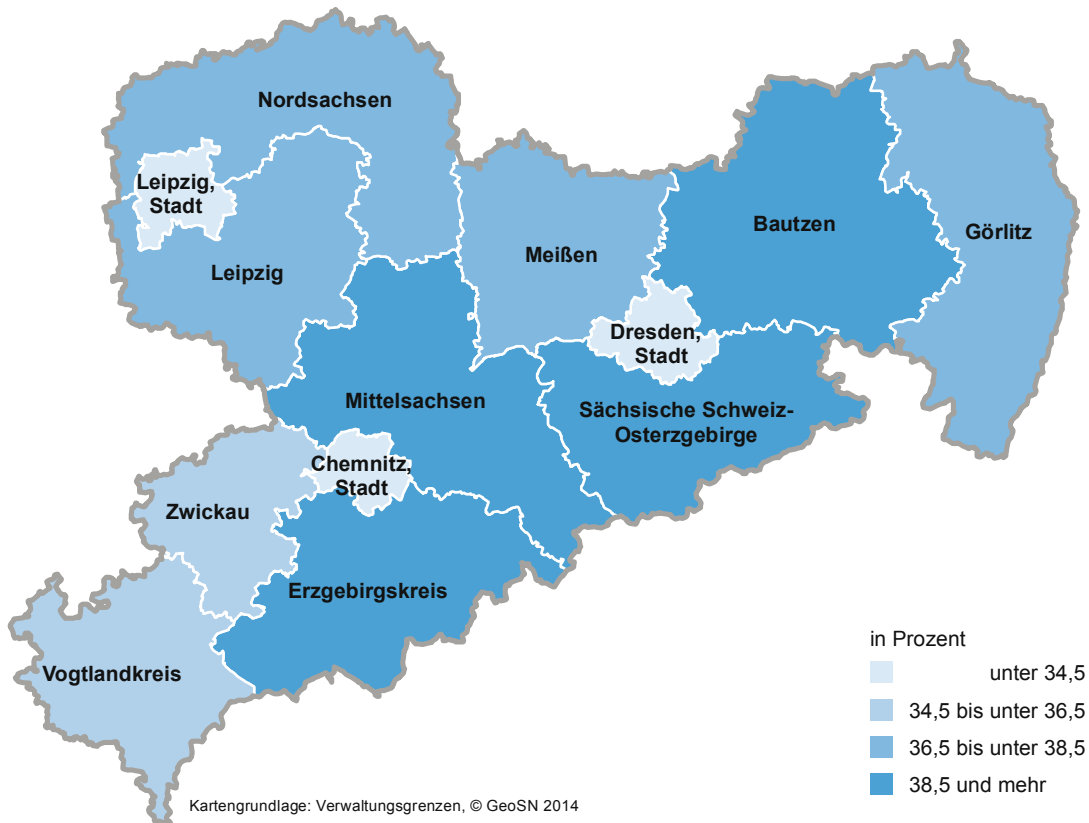 Nordsachsen
Leipzig,
Stadt
Leipzig
Meißen
Bautzen
Görlitz
Dresden,
Stadt
Mittelsachsen
Sächsische Schweiz-
Osterzgebirge
Chemnitz,
Stadt
Zwickau
Erzgebirgskreis
Vogtlandkreis
in Prozent
unter 34,5
34,5 bis unter 36,5
36,5 bis unter 38,5
38,5 und mehr
Kartengrundlage: Verwaltungsgrenzen, © GeoSN 2014